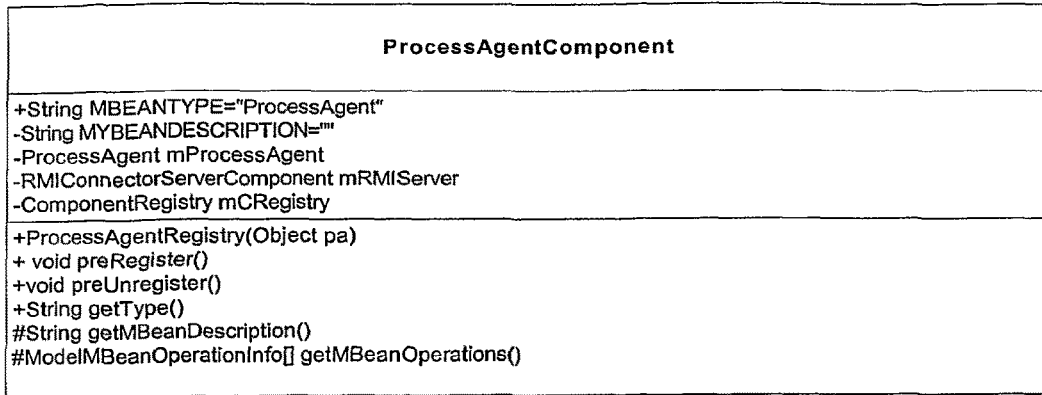 ProcessAgentComponent
+String MBEANTYPE="ProcessAgent"
-String MYBEANDESCRIPTION=""
-ProcessAgent mProcessAgent
-RMIConnectorServerComponent mRMIServer
-ComponentRegistry mCRegistry
+ProcessAgentRegistry(Object pa)
+ void preRegister()
+void preUnregister()
+String getType()
#String getMBeanDescription()
#ModelMBeanOperationInfo[] getMBeanOperations()